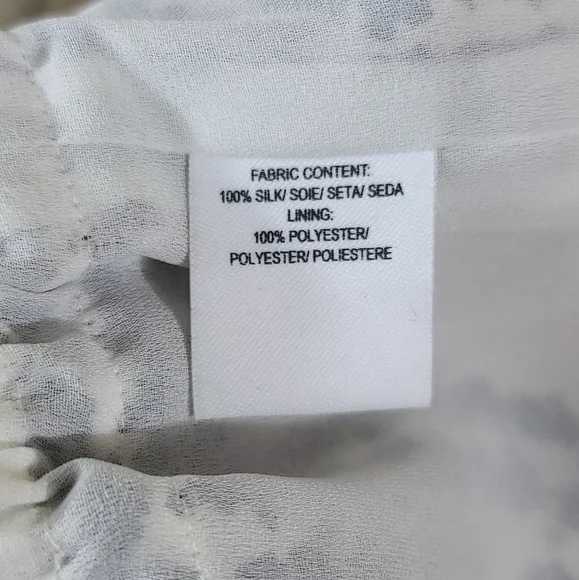 FABRIC CONTENT:
100% SILK/ SOIE/ SETA/ SEDA
LINING:
100% POLYESTER/
POLYESTER/ POLIESTERE